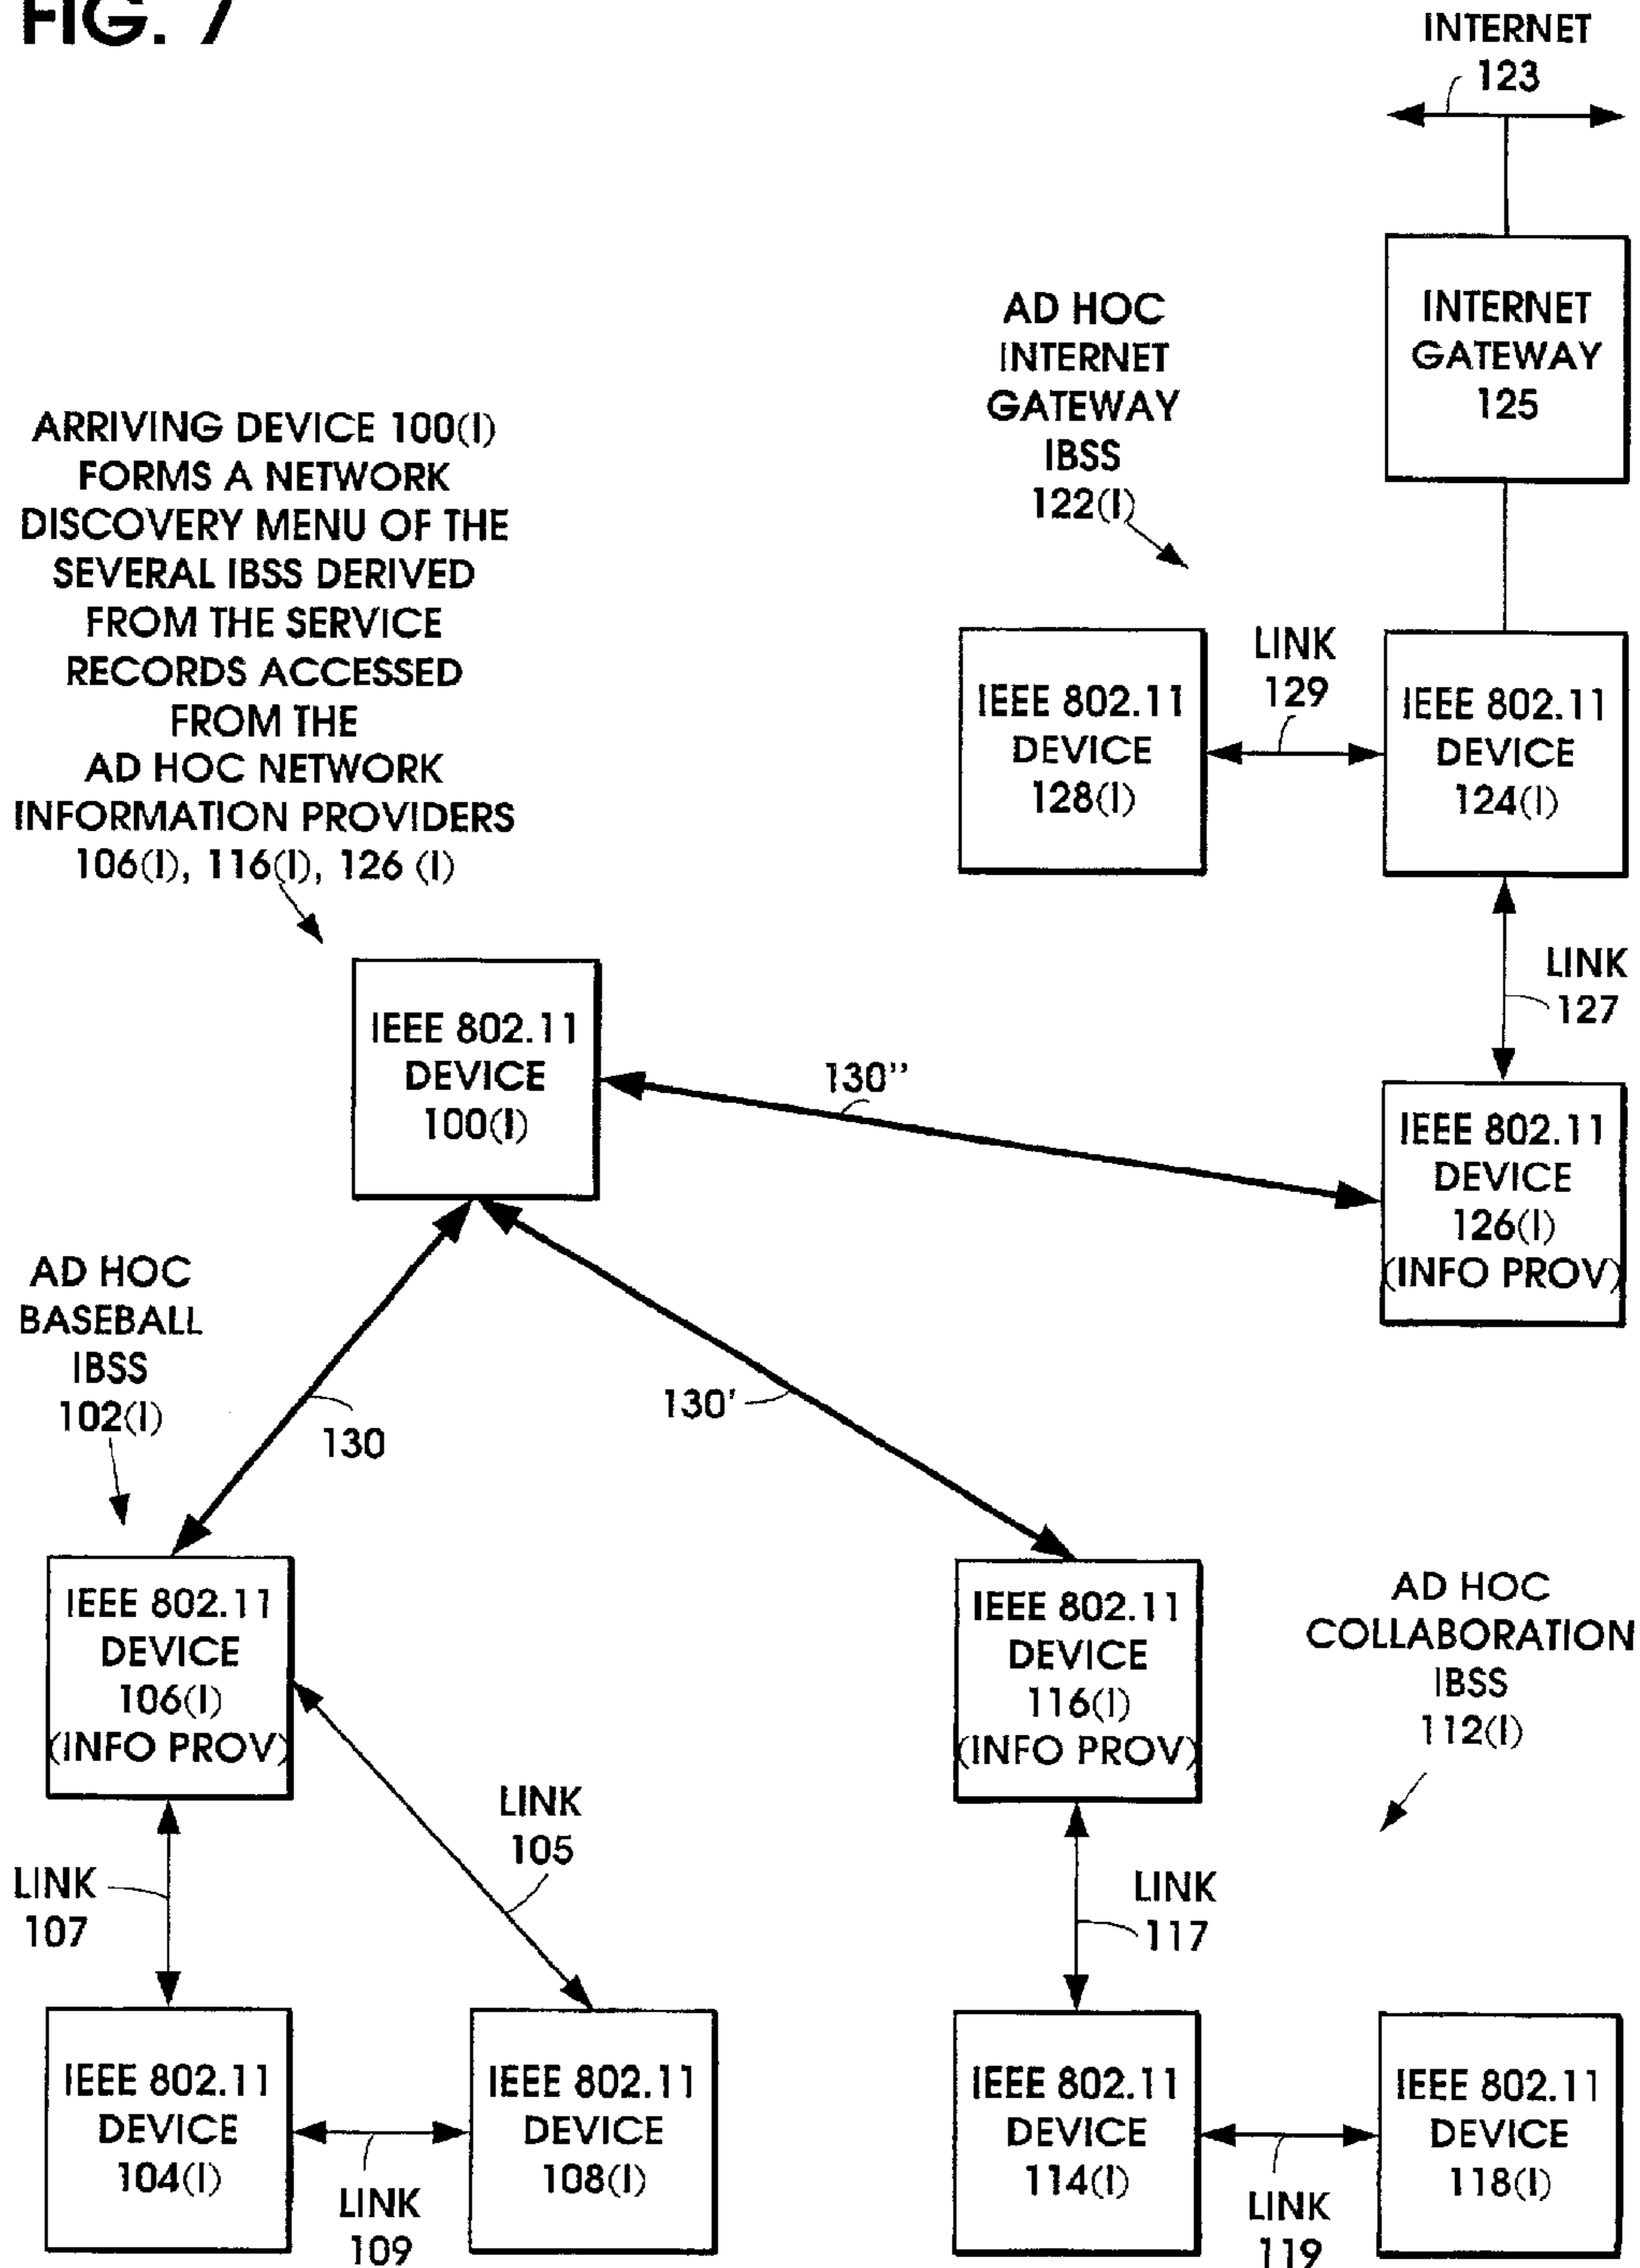 FIG. 7
INTERNET
123
INTERNET
GATEWAY
125
AD HOC
INTERNET
GATEWAY
IBSS
122(I)
ARRIVING DEVICE 100(I)
FORMS A NETWORK
DISCOVERY MENU OF THE
SEVERAL IBSS DERIVED
FROM THE SERVICE
RECORDS ACCESSED
FROM THE
AD HOC NETWORK
INFORMATION PROVIDERS
106(I), 116(I), 126 (I)
IEEE 802.11
DEVICE
128(I)
LINK
129
IEEE 802.11
DEVICE
124(I)
LINK
127
IEEE 802.11
DEVICE
100(I)
130''
IEEE 802.11
DEVICE
126(I)
(INFO PROV)
AD HOC
BASEBALL
IBSS
102(I)
130
130'
IEEE 802.11
DEVICE
106(I)
(INFO PROV)
IEEE 802.11
DEVICE
116(I)
(INFO PROV)
AD HOC
COLLABORATION
IBSS
112(I)
LINK
105
LINK
107
LINK
117
IEEE 802.11
DEVICE
104(I)
LINK
109
IEEE 802.11
DEVICE
108(I)
IEEE 802.11
DEVICE
114(I)
LINK
119
IEEE 802.11
DEVICE
118(I)